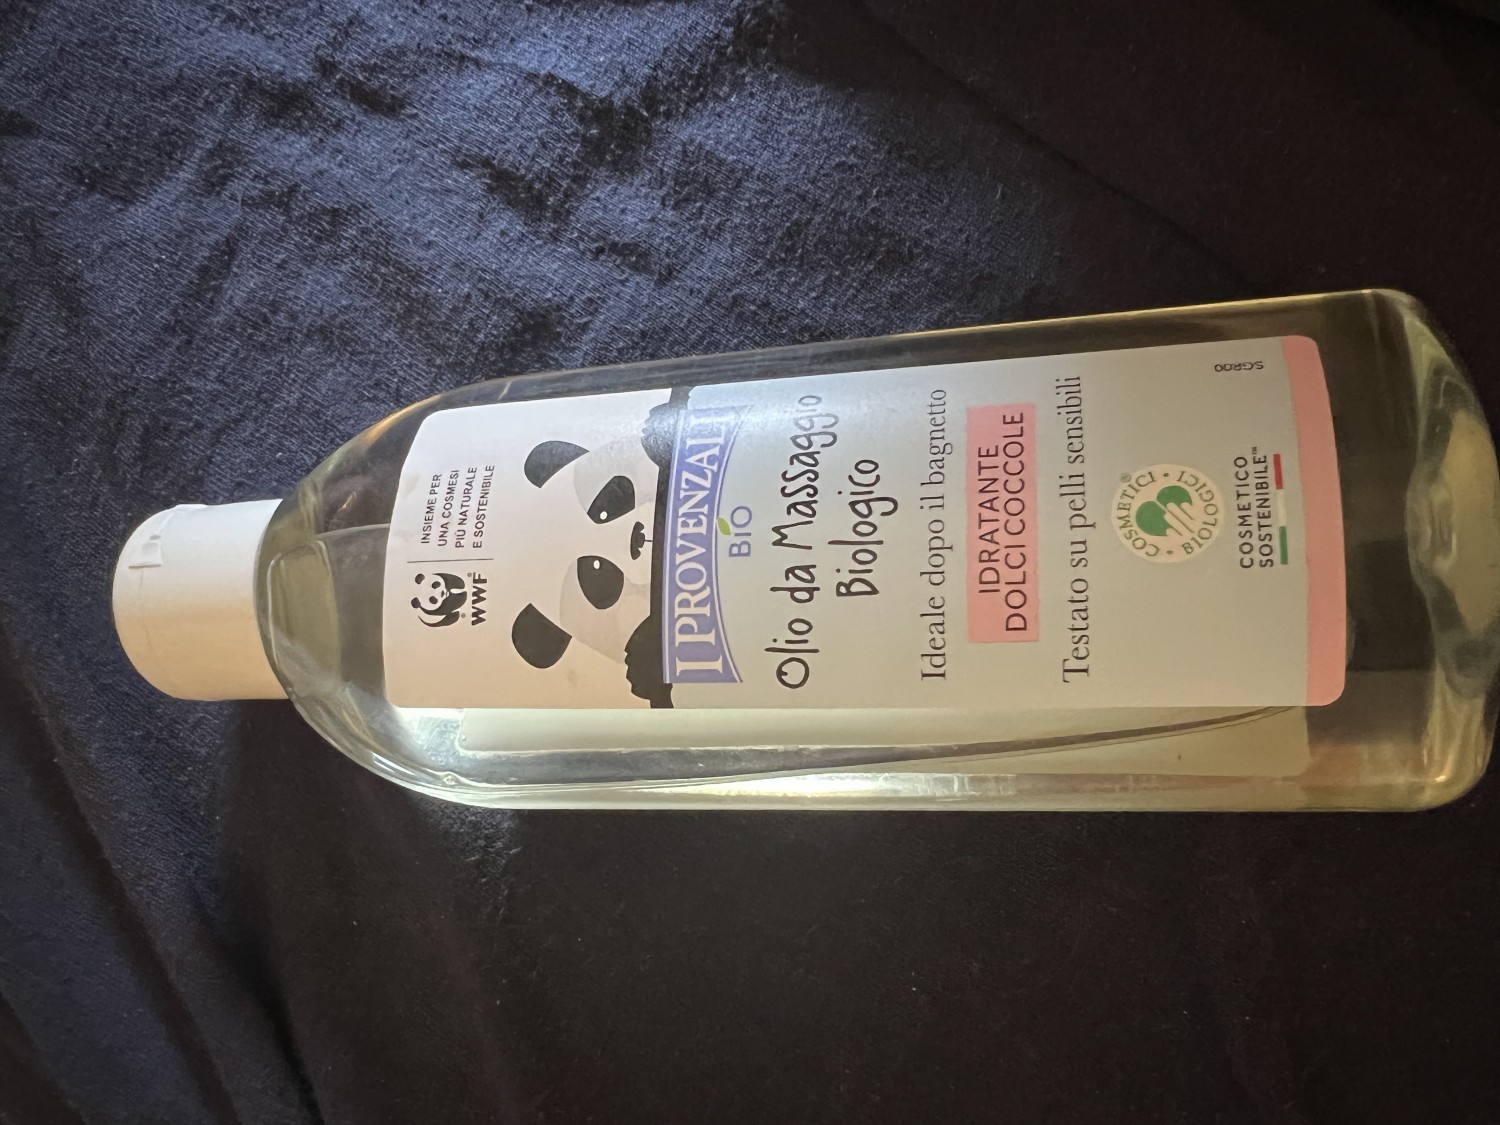 WWF®
INSIEME PER
UNA COSMESI
PIÙ NATURALE
E SOSTENIBILE
I PROVENZALI
BIO
Olio da Massaggio
Biologico
Ideale dopo il bagnetto
IDRATANTE
DOLCI COCCOLE
Testato su pelli sensibili
COSMETICI®
BIOLOGICI
COSMETICO
SOSTENIBILE™